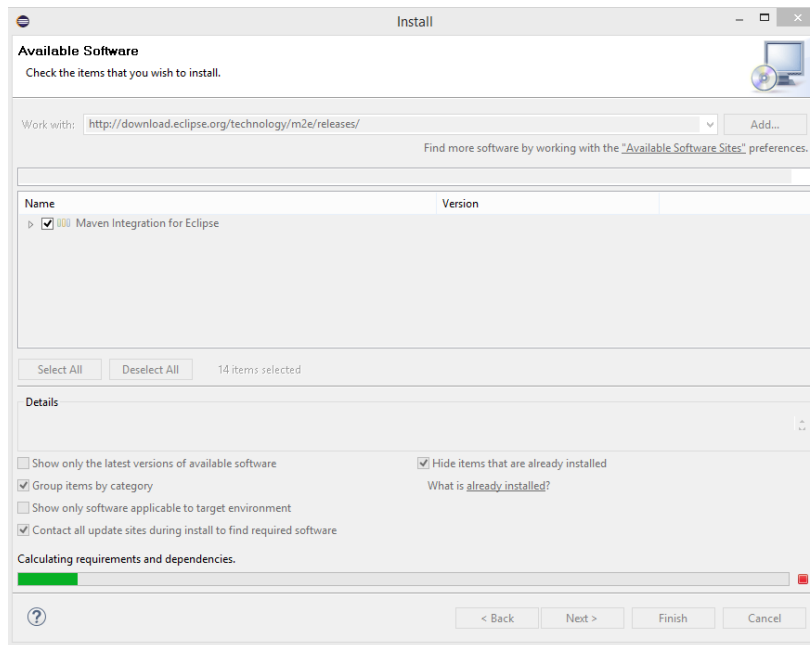 Install
Available Software
Check the items that you wish to install.
Work with: http://download.eclipse.org/technology/m2e/releases/ Add...
Find more software by working with the "Available Software Sites" preferences.
Name Version
Maven Integration for Eclipse
Select All Deselect All 14 items selected
Details
Show only the latest versions of available software Hide items that are already installed
Group items by category What is already installed?
Show only software applicable to target environment
Contact all update sites during install to find required software
Calculating requirements and dependencies.
? < Back Next > Finish Cancel